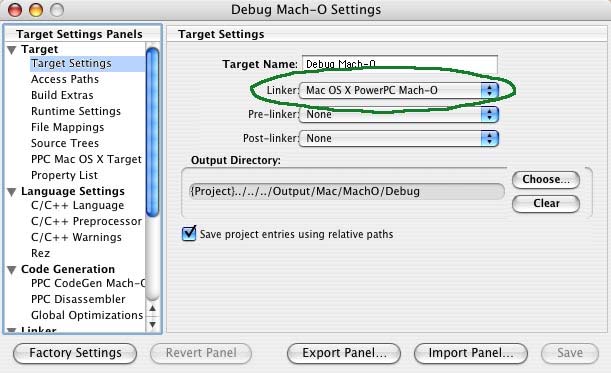 Debug Mach-O Settings
Target Settings Panels
Target
Target Settings
Access Paths
Build Extras
Runtime Settings
File Mappings
Source Trees
PPC Mac OS X Target
Property List
Language Settings
C/C++ Language
C/C++ Preprocessor
C/C++ Warnings
Rez
Code Generation
PPC CodeGen Mach-O
PPC Disassembler
Global Optimizations
Linker
Target Settings
Target Name: Debug Mach-O
Linker: Mac OS X PowerPC Mach-O
Pre-linker: None
Post-linker: None
Output Directory:
{Project}../../../Output/Mac/MachO/Debug
Choose...
Clear
Save project entries using relative paths
Factory Settings
Revert Panel
Export Panel...
Import Panel...
Save